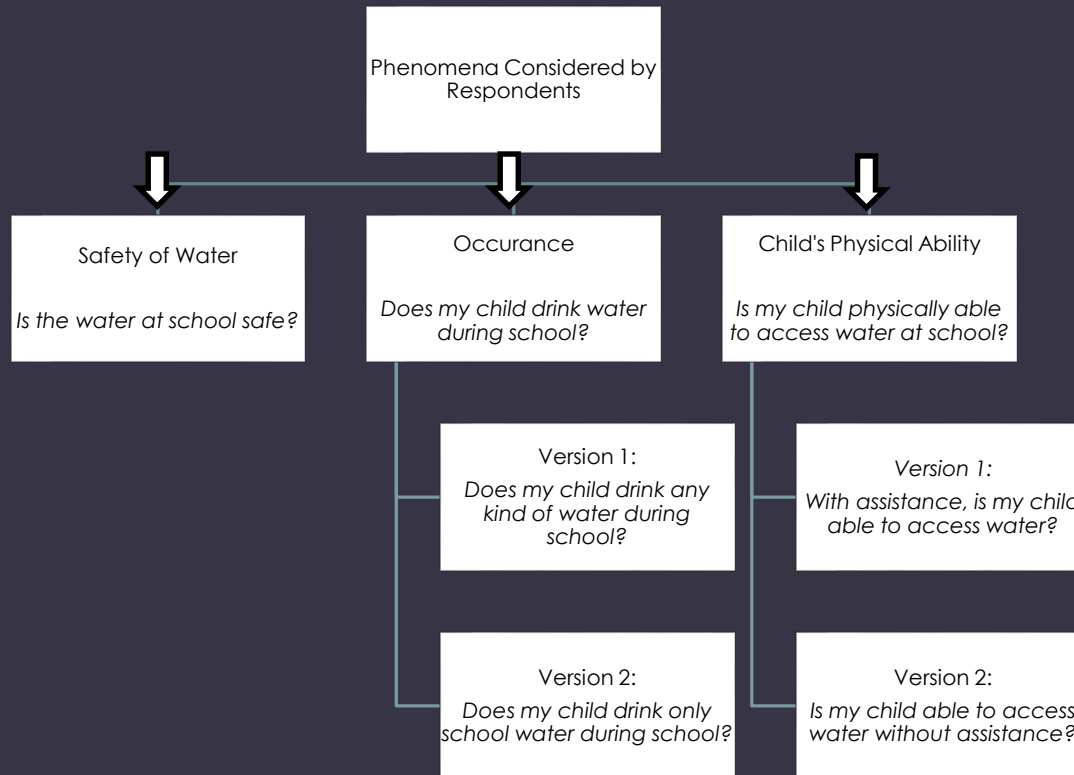 Phenomena Considered by
Respondents
Safety of Water
Is the water at school safe?
Occurance
Does my child drink water
during school?
Child's Physical Ability
Is my child physically able
to access water at school?
Version 1:
Does my child drink any
kind of water during
school?
Version 1:
With assistance, is my child
able to access water?
Version 2:
Does my child drink only
school water during school?
Version 2:
Is my child able to access
water without assistance?